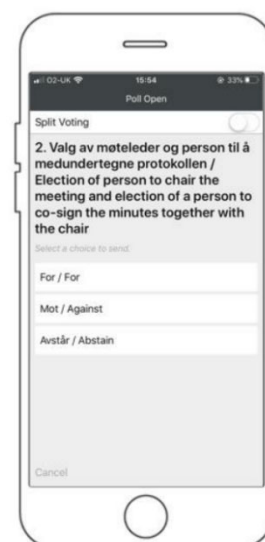 O2-UK 15:54 33%
Poll Open
Split Voting
2. Valg av møteleder og person til å
medundertegne protokollen /
Election of person to chair the
meeting and election of a person to
co-sign the minutes together with
the chair
Select a choice to send.
For / For
Mot / Against
Avstår / Abstain
Cancel